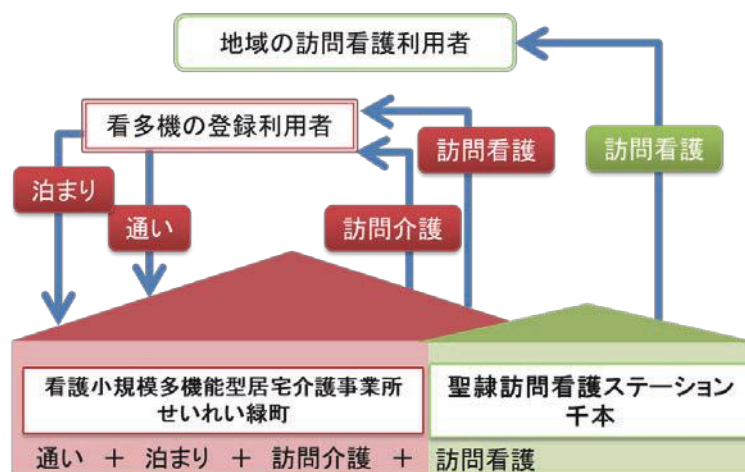 地域の訪問看護利用者
看多機の登録利用者
訪問看護
訪問看護
泊まり
通い
訪問介護
看護小規模多機能型居宅介護事業所
せいれい緑町
聖隷訪問看護ステーション
千本
通い + 泊まり + 訪問介護 + 訪問看護